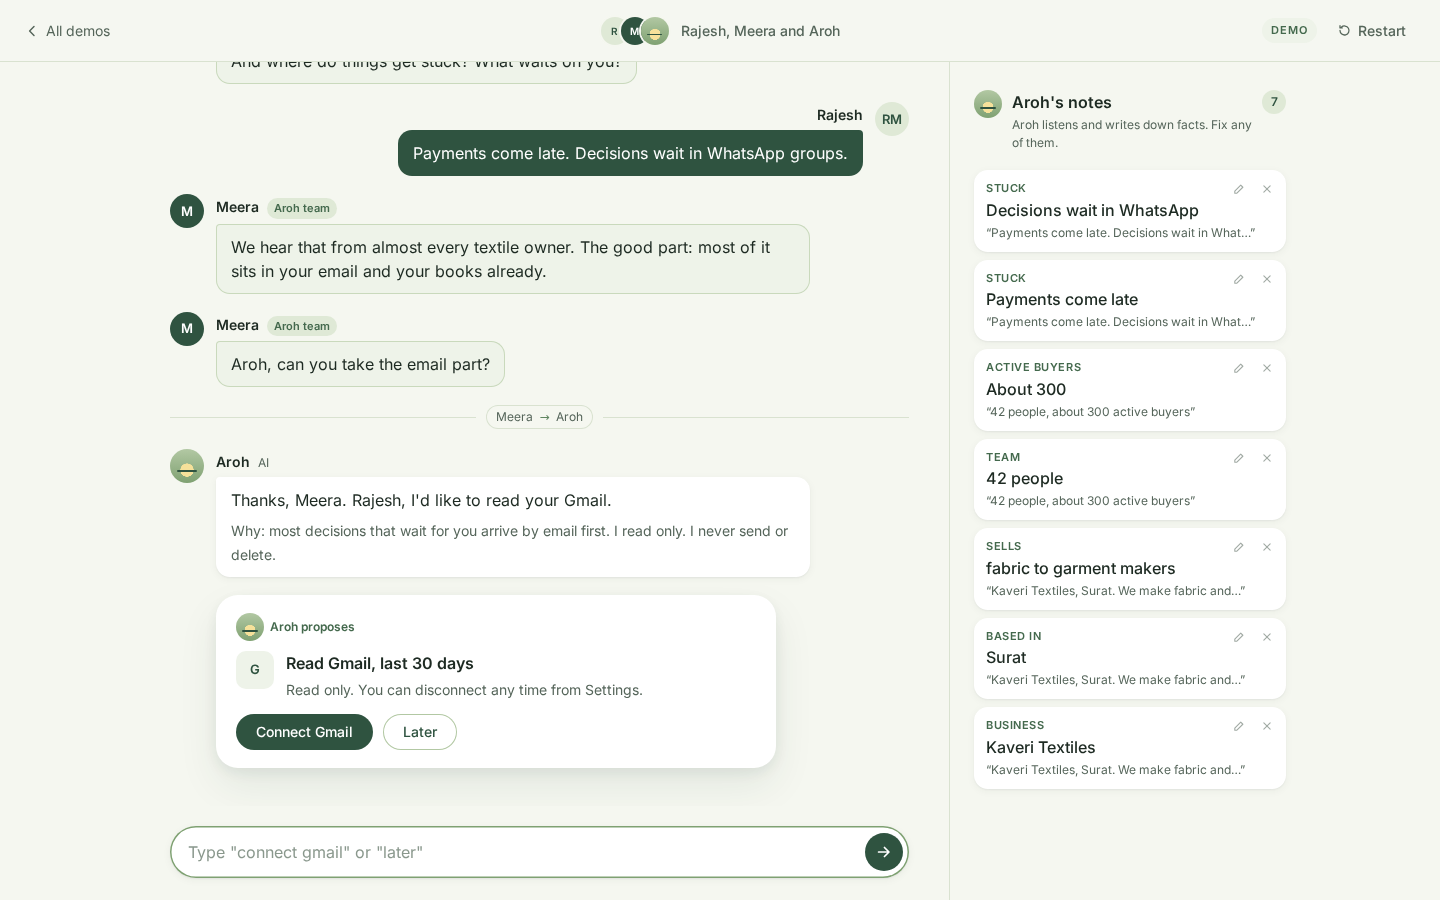 All demos
R
M
Rajesh, Meera and Aroh
DEMO
Restart
And where do things get stuck? What waits on you?
Rajesh
RM
Payments come late. Decisions wait in WhatsApp groups.
M
Meera
Aroh team
We hear that from almost every textile owner. The good part: most of it
sits in your email and your books already.
M
Meera
Aroh team
Aroh, can you take the email part?
Meera → Aroh
Aroh
AI
Thanks, Meera. Rajesh, I'd like to read your Gmail.
Why: most decisions that wait for you arrive by email first. I read only. I never send or
delete.
Aroh proposes
G
Read Gmail, last 30 days
Read only. You can disconnect any time from Settings.
Connect Gmail
Later
Type "connect gmail" or "later"
Aroh's notes
7
Aroh listens and writes down facts. Fix any
of them.
STUCK
Decisions wait in WhatsApp
“Payments come late. Decisions wait in What…”
STUCK
Payments come late
“Payments come late. Decisions wait in What…”
ACTIVE BUYERS
About 300
“42 people, about 300 active buyers”
TEAM
42 people
“42 people, about 300 active buyers”
SELLS
fabric to garment makers
“Kaveri Textiles, Surat. We make fabric and…”
BASED IN
Surat
“Kaveri Textiles, Surat. We make fabric and…”
BUSINESS
Kaveri Textiles
“Kaveri Textiles, Surat. We make fabric and…”